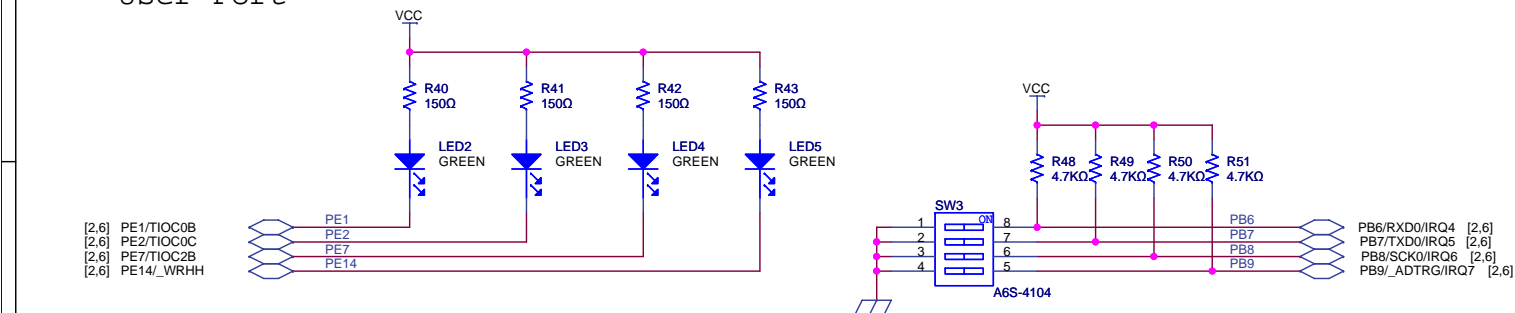 User Port
VCC
R40
150Ω
R41
150Ω
R42
150Ω
R43
150Ω
LED2
GREEN
LED3
GREEN
LED4
GREEN
LED5
GREEN
[2,6] PE1/TIOC0B
[2,6] PE2/TIOC0C
[2,6] PE7/TIOC2B
[2,6] PE14/_WRHH
PE1
PE2
PE7
PE14
VCC
R48
4.7KΩ
R49
4.7KΩ
R50
4.7KΩ
R51
4.7KΩ
SW3
ON
1
2
3
4
8
7
6
5
A6S-4104
PB6
PB7
PB8
PB9
PB6/RXD0/IRQ4 [2,6]
PB7/TXD0/IRQ5 [2,6]
PB8/SCK0/IRQ6 [2,6]
PB9/_ADTRG/IRQ7 [2,6]